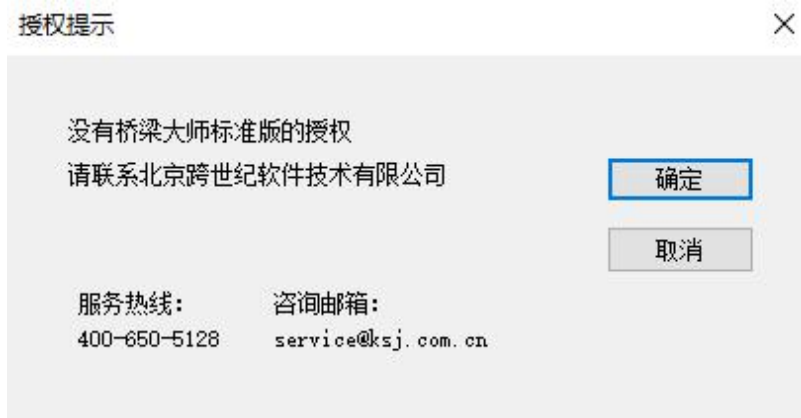 授权提示
没有桥梁大师标准版的授权
请联系北京跨世纪软件技术有限公司
确定
取消
服务热线： 咨询邮箱：
400-650-5128 service@ksj.com.cn